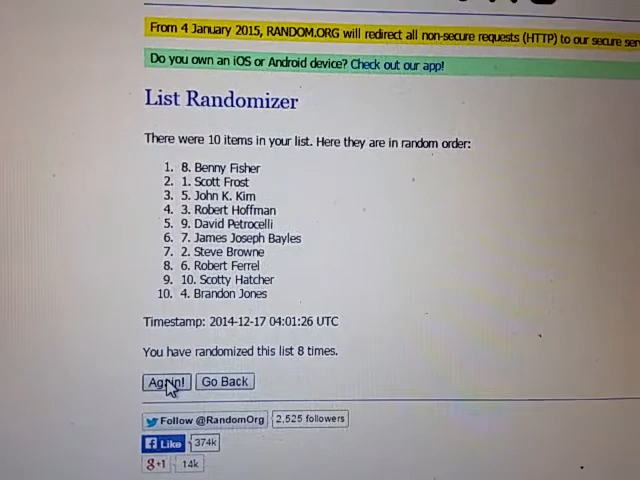 From 4 January 2015, RANDOM.ORG will redirect all non-secure requests (HTTP) to our secure
Do you own an iOS or Android device? Check out our app!
List Randomizer
There were 10 items in your list. Here they are in random order:
1. 8. Benny Fisher
2. 1. Scott Frost
3. 5. John K. Kim
4. 3. Robert Hoffman
5. 9. David Petrocelli
6. 7. James Joseph Bayles
7. 2. Steve Browne
8. 6. Robert Ferrel
9. 10. Scotty Hatcher
10. 4. Brandon Jones
Timestamp: 2014-12-17 04:01:26 UTC
You have randomized this list 8 times.
Again! Go Back
Follow @RandomOrg 2,525 followers
Like 374k
g+1 14k